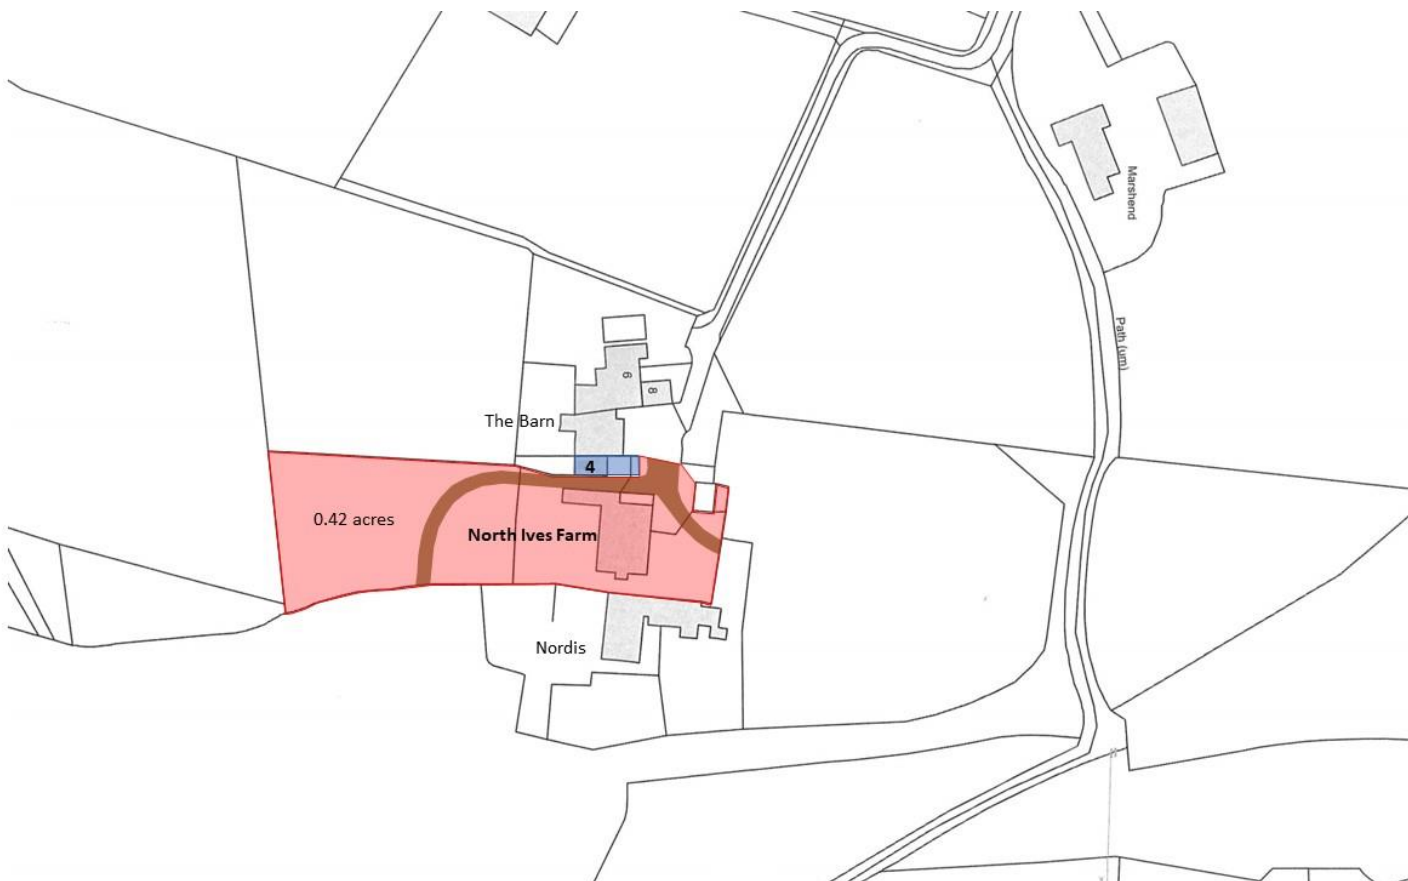 Marshend
Path (um)
6
8
The Barn
4
0.42 acres
North Ives Farm
Nordis